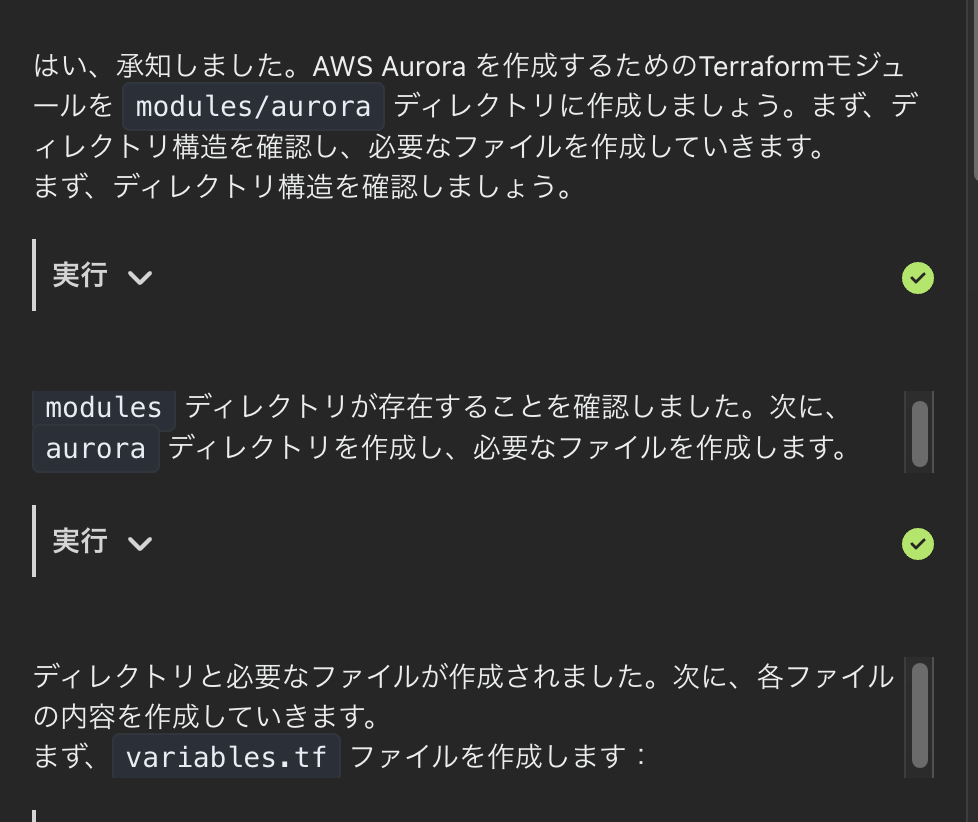 はい、承知しました。AWS Aurora を作成するためのTerraformモジュ
ールを modules/aurora ディレクトリに作成しましょう。まず、デ
ィレクトリ構造を確認し、必要なファイルを作成していきます。
まず、ディレクトリ構造を確認しましょう。
実行
modules ディレクトリが存在することを確認しました。次に、
aurora ディレクトリを作成し、必要なファイルを作成します。
実行
ディレクトリと必要なファイルが作成されました。次に、各ファイル
の内容を作成していきます。
まず、 variables.tf ファイルを作成します：